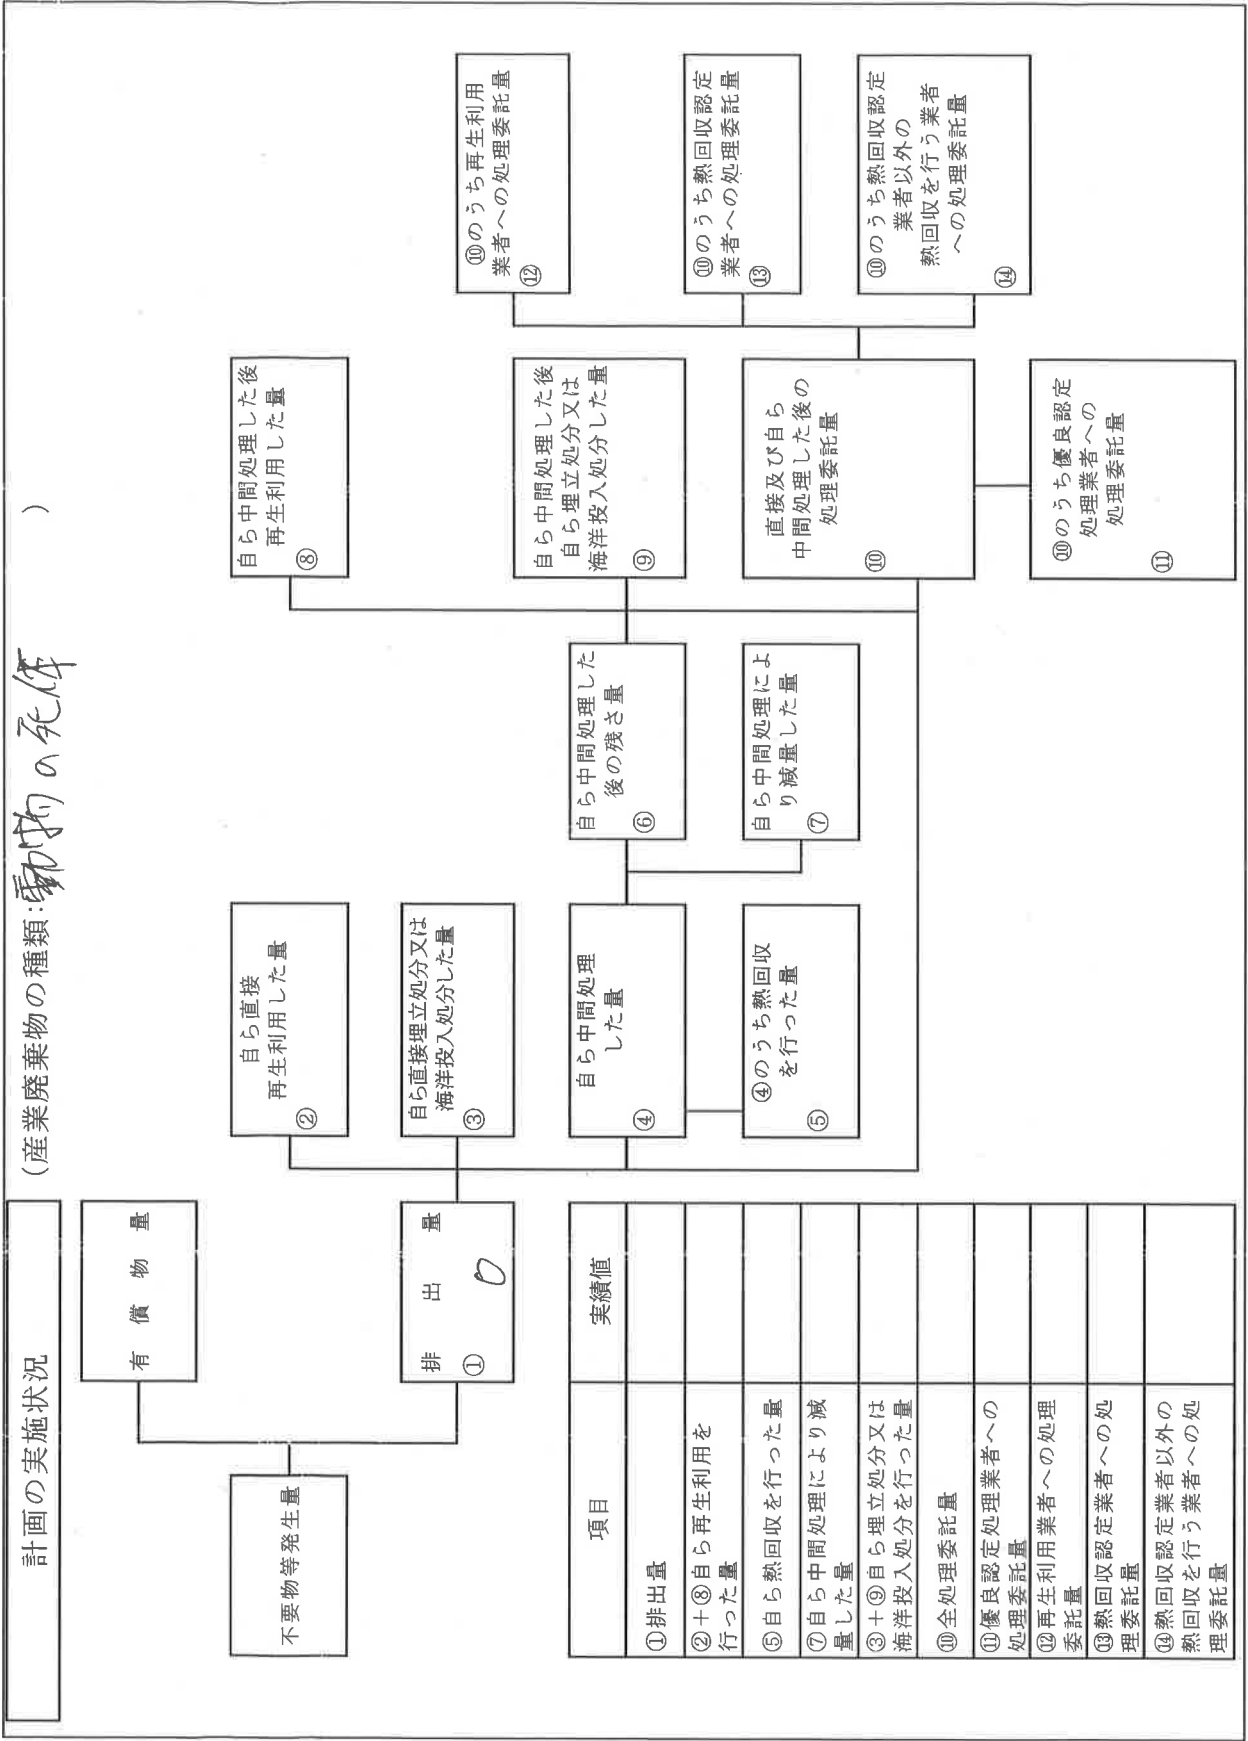 計画の実施状況
(産業廃棄物の種類:動物の死体 )
不要物等発生量
有償物量
排出量
①
0
自ら直接
再生利用した量
②
自ら直接埋立処分又は
海洋投入処分した量
③
自ら中間処理
した量
④
④のうち熱回収
を行った量
⑤
自ら中間処理した
後の残さ量
⑥
自ら中間処理によ
り減量した量
⑦
自ら中間処理した後
再生利用した量
⑧
自ら中間処理した後
自ら埋立処分又は
海洋投入処分した量
⑨
直接及び自ら
中間処理した後の
処理委託量
⑩
⑩のうち優良認定
処理業者への
処理委託量
⑪
⑩のうち再生利用
業者への処理委託量
⑫
⑩のうち熱回収認定
業者への処理委託量
⑬
⑩のうち熱回収認定
業者以外の
熱回収を行う業者
への処理委託量
⑭
項目 実績値
①排出量
②+⑧自ら再生利用を
行った量
⑤自ら熱回収を行った量
⑦自ら中間処理により減
量した量
③+⑨自ら埋立処分又は
海洋投入処分を行った量
⑩全処理委託量
⑪優良認定処理業者への
処理委託量
⑫再生利用業者への処理
委託量
⑬熱回収認定業者への処
理委託量
⑭熱回収認定業者以外の
熱回収を行う業者への処
理委託量